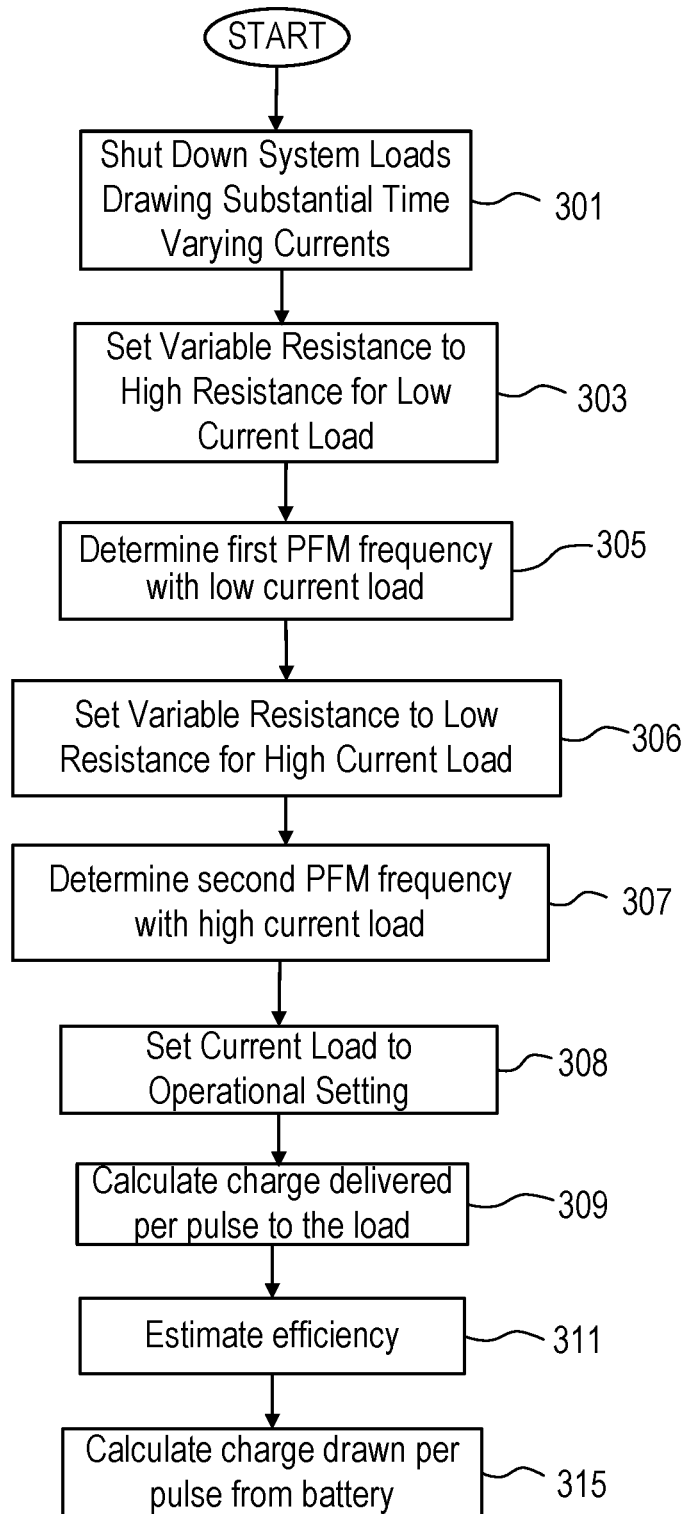 START
Shut Down System Loads
Drawing Substantial Time
Varying Currents
301
Set Variable Resistance to
High Resistance for Low
Current Load
303
Determine first PFM frequency
with low current load
305
Set Variable Resistance to Low
Resistance for High Current Load
306
Determine second PFM frequency
with high current load
307
Set Current Load to
Operational Setting
308
Calculate charge delivered
per pulse to the load
309
Estimate efficiency
311
Calculate charge drawn per
pulse from battery
315